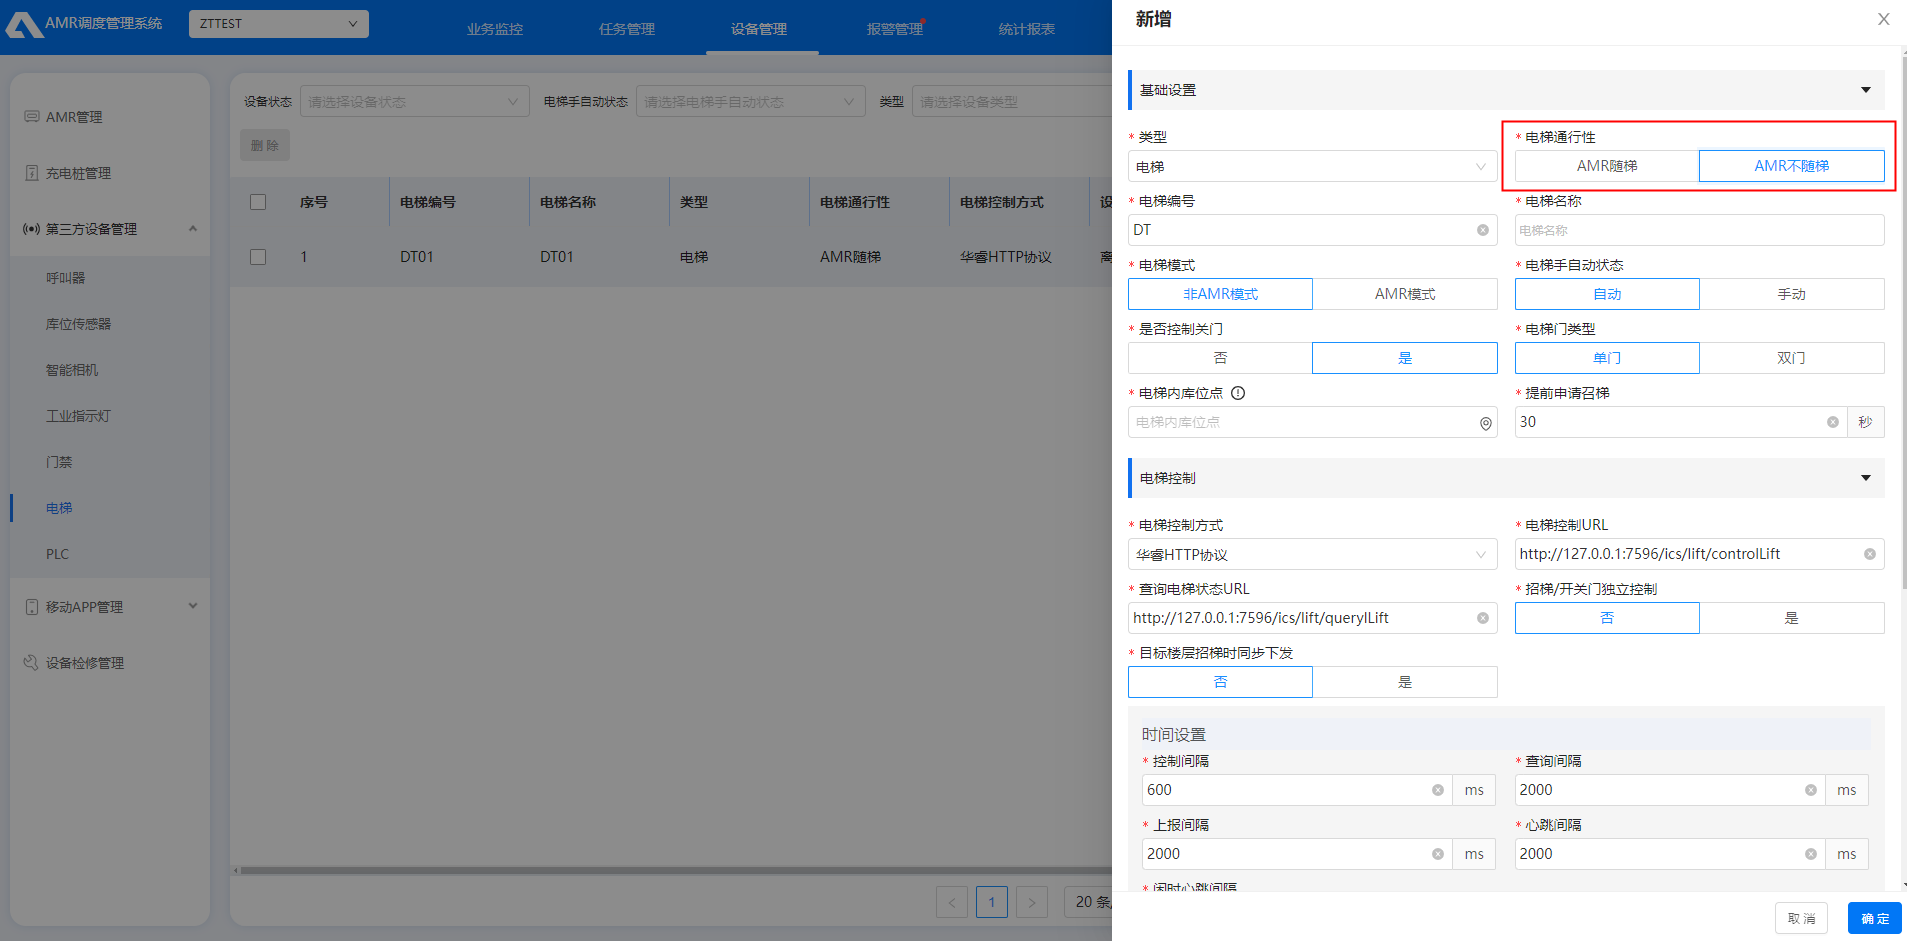 AMR调度管理系统
ZTTEST
业务监控
任务管理
设备管理
报警管理
统计报表
AMR管理
充电桩管理
第三方设备管理
呼叫器
库位传感器
智能相机
工业指示灯
门禁
电梯
PLC
移动APP管理
设备检修管理
设备状态 请选择设备状态 电梯手自动状态 请选择电梯手自动状态 类型 请选择设备类型
删 除
序号 电梯编号 电梯名称 类型 电梯通行性 电梯控制方式 设
1 DT01 DT01 电梯 AMR随梯 华睿HTTP协议 离
< 1 > 20 条/
新增
基础设置
* 类型 * 电梯通行性
电梯 AMR随梯 AMR不随梯
* 电梯编号 * 电梯名称
DT 电梯名称
* 电梯模式 * 电梯手自动状态
非AMR模式 AMR模式 自动 手动
* 是否控制关门 * 电梯门类型
否 是 单门 双门
* 电梯内库位点 * 提前申请召梯
电梯内库位点 30 秒
电梯控制
* 电梯控制方式 * 电梯控制URL
华睿HTTP协议 http://127.0.0.1:7596/ics/lift/controlLift
* 查询电梯状态URL * 招梯/开关门独立控制
http://127.0.0.1:7596/ics/lift/querylLift 否 是
* 目标楼层招梯时同步下发
否 是
时间设置
* 控制间隔 * 查询间隔
600 ms 2000 ms
* 上报间隔 * 心跳间隔
2000 ms 2000 ms
* 闲时心跳间隔
取 消 确 定